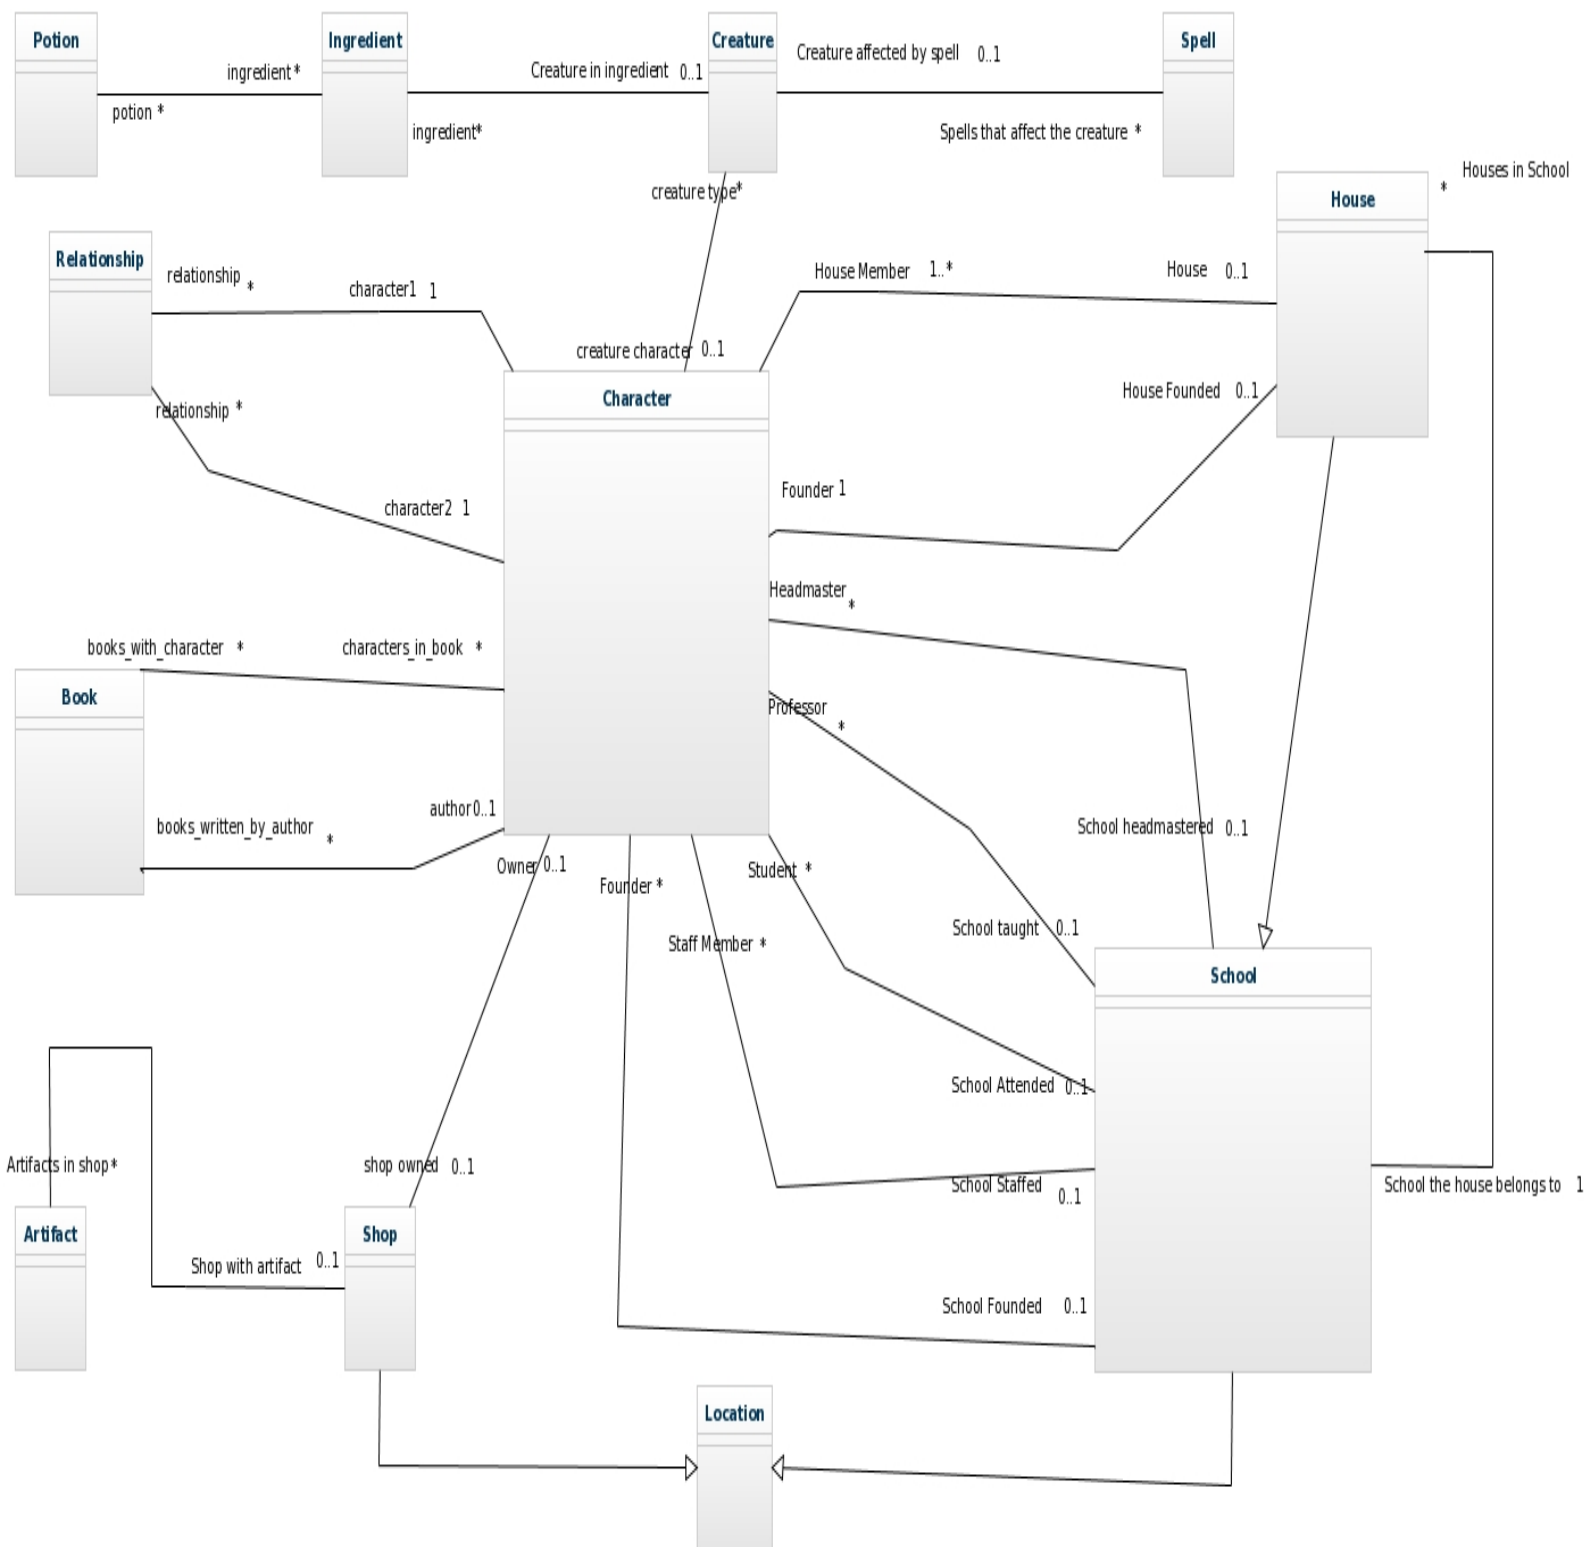 Potion
Ingredient
Creature
Spell
ingredient *
potion *
Creature in ingredient 0..1
ingredient*
Creature affected by spell 0..1
Spells that affect the creature *
creature type*
Houses in School
*
House
Relationship
relationship
*
character1 1
House Member 1..*
House 0..1
creature character 0..1
Character
relationship *
House Founded 0..1
character2 1
Founder 1
Headmaster
*
books_with_character *
characters_in_book *
Book
Professor
*
author 0..1
books_written_by_author
*
School headmastered 0..1
Owner 0..1
Founder *
Student *
Staff Member *
School taught 0..1
School
School Attended 0..1
Artifacts in shop *
shop owned 0..1
School Staffed
0..1
School the house belongs to 1
Artifact
Shop
Shop with artifact 0..1
School Founded 0..1
Location